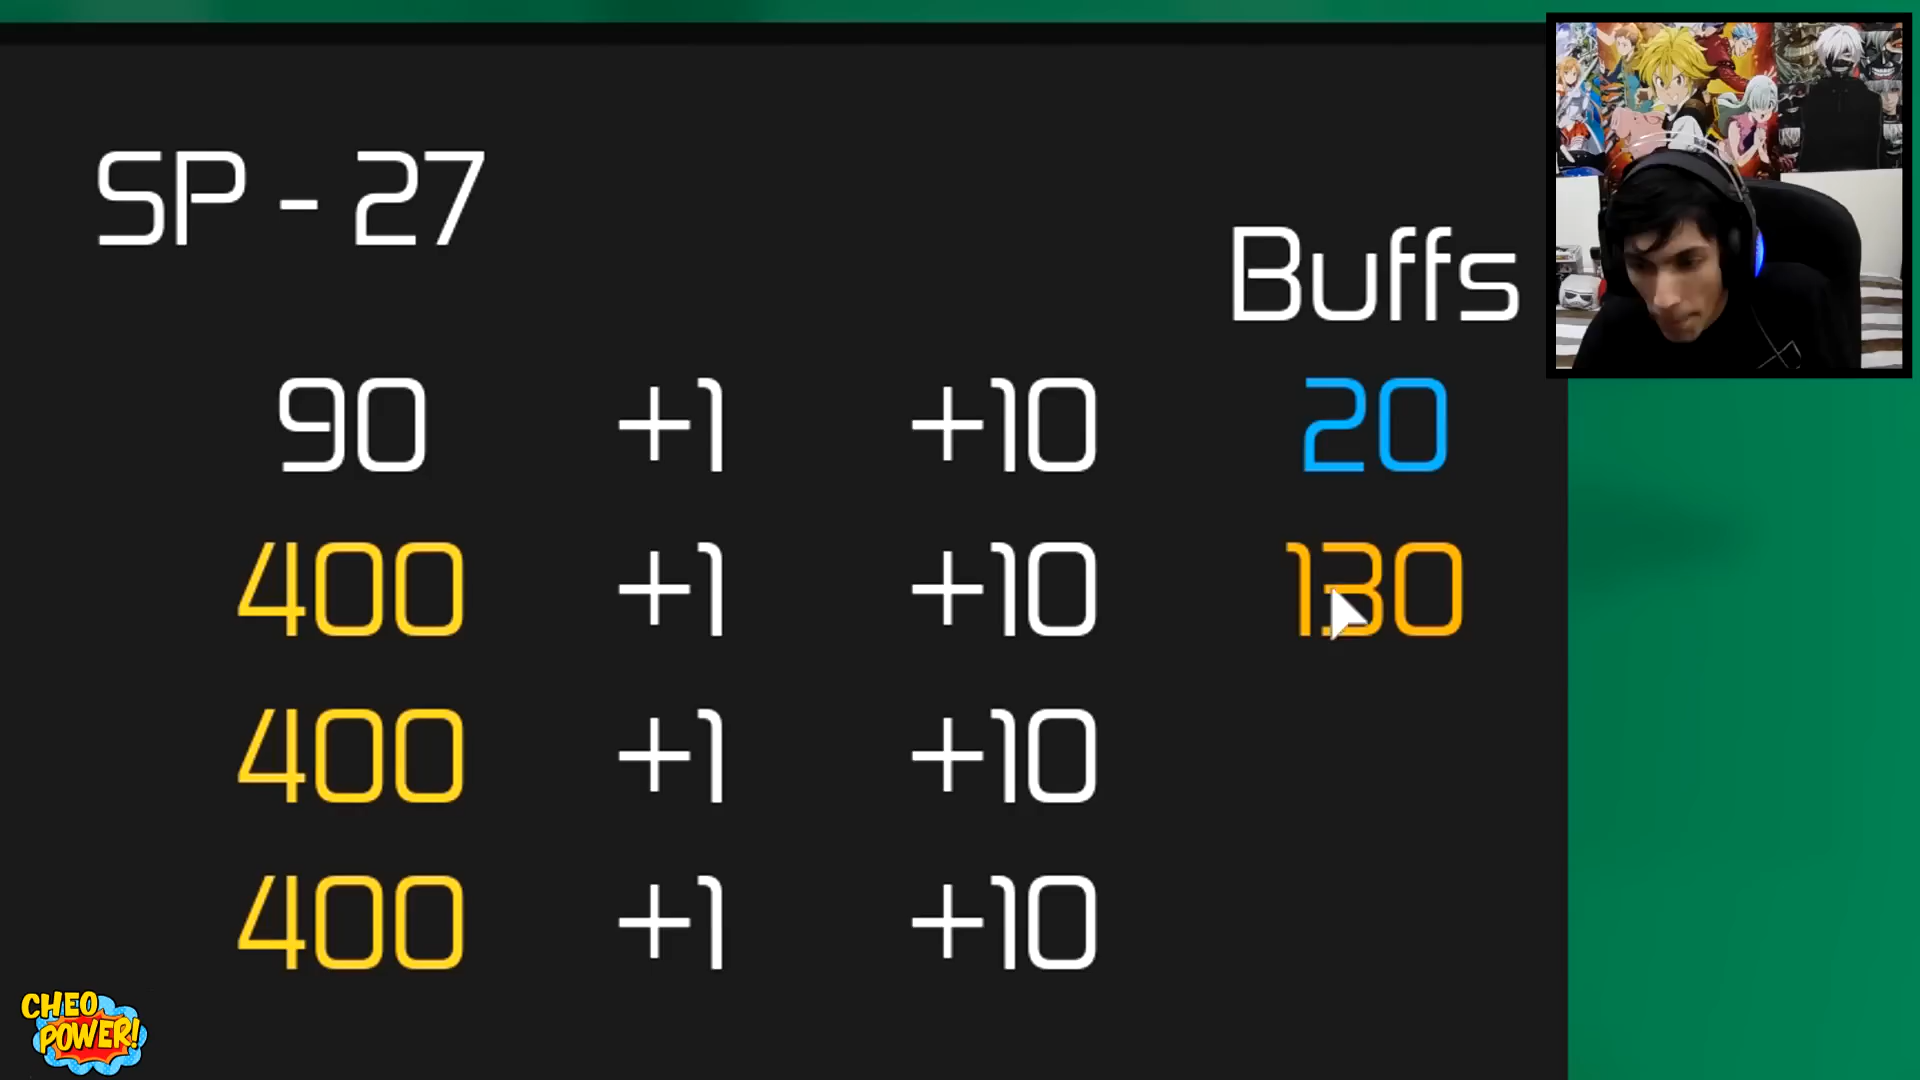 SP - 27
Buffs
90 +1 +10 20
400 +1 +10 130
400 +1 +10
400 +1 +10
CHEO
POWER!